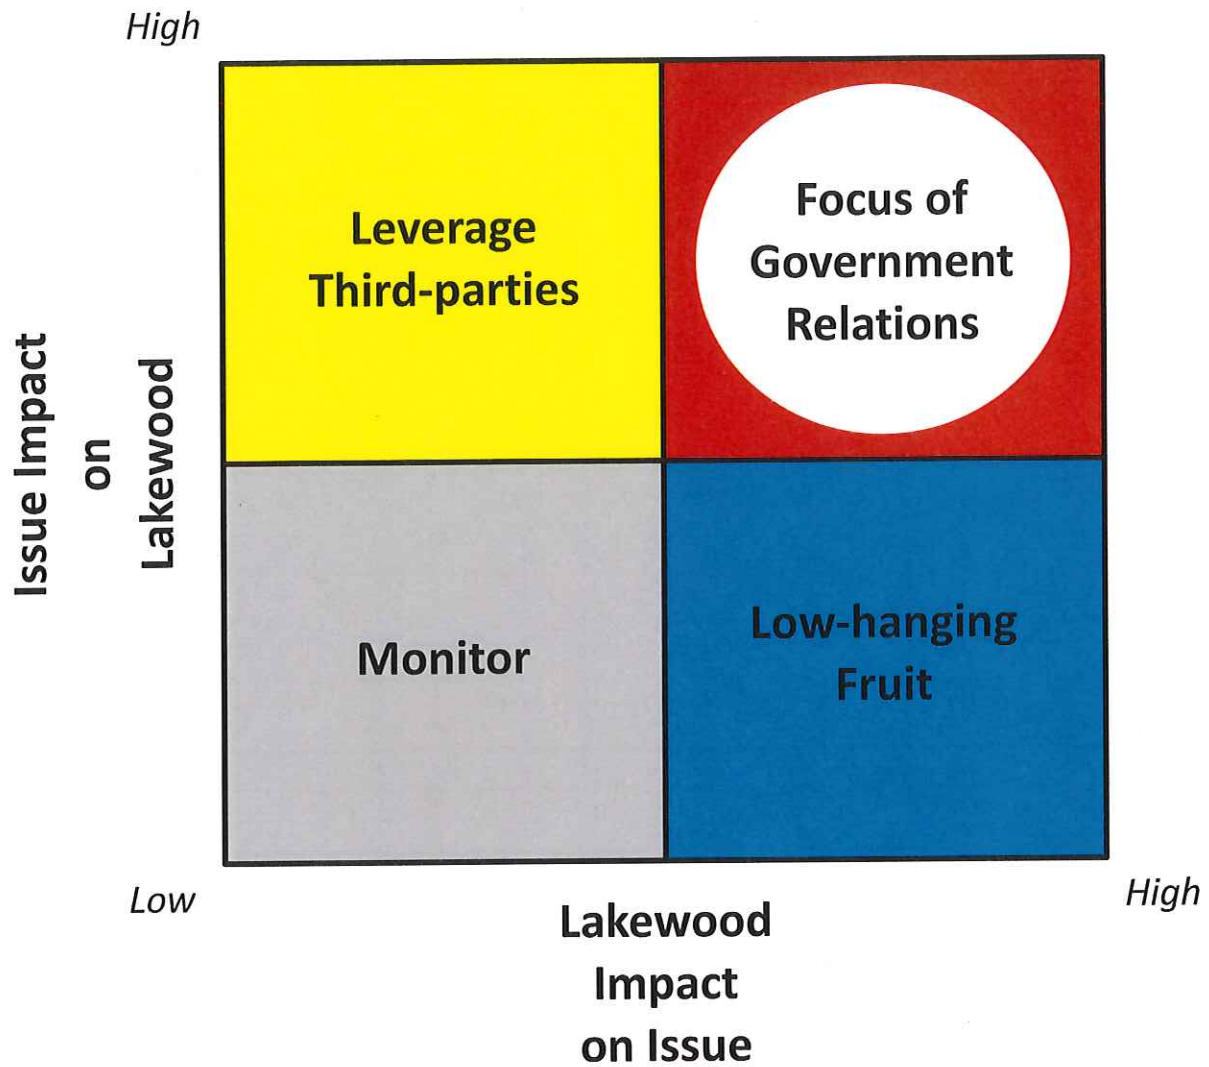 High
Leverage
Third-parties
Focus of
Government
Relations
Issue Impact
on
Lakewood
Monitor
Low-hanging
Fruit
Low
High
Lakewood
Impact
on Issue